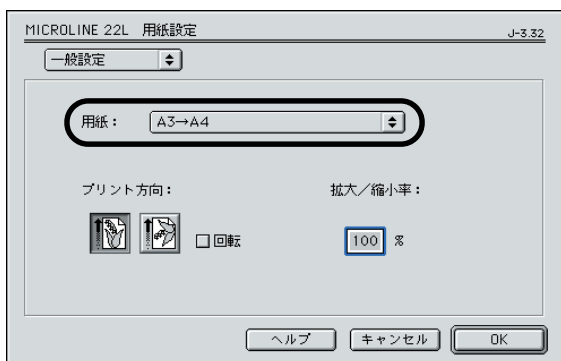 MICROLINE 22L 用紙設定
J-3.32
一般設定
用紙： A3→A4
プリント方向： 拡大／縮小率：
回転 100 %
ヘルプ キャンセル OK